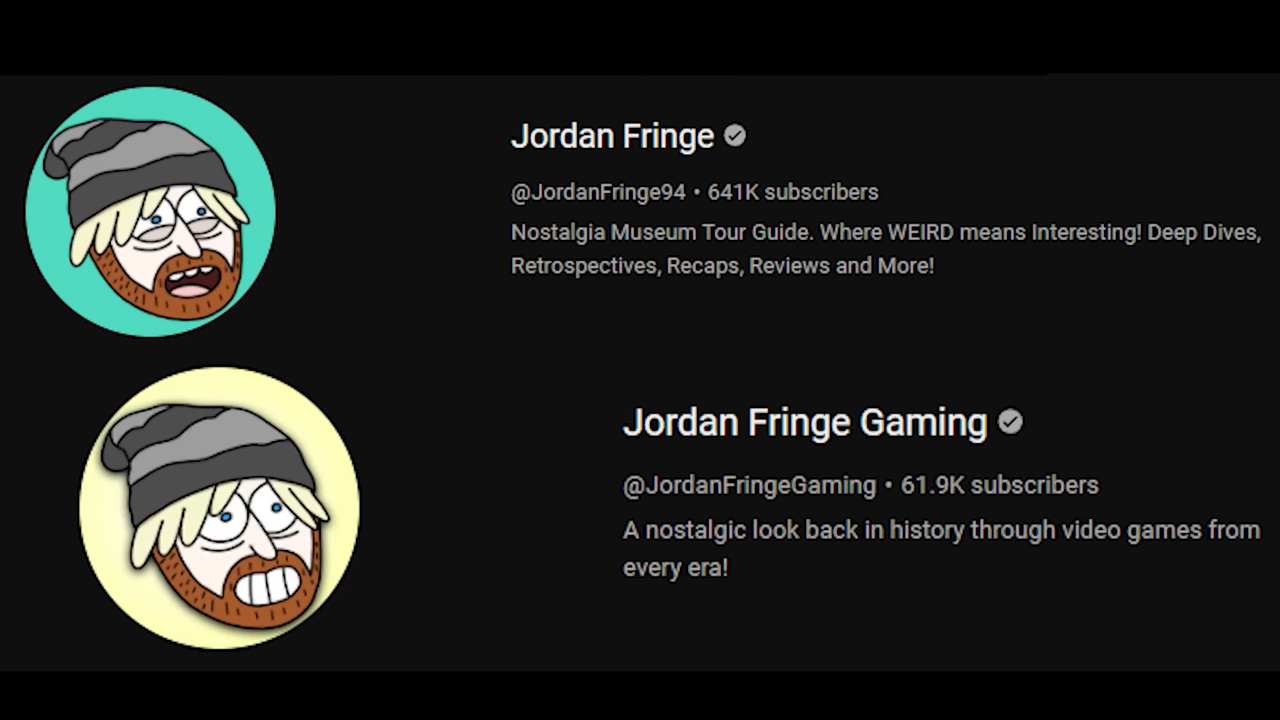 Jordan Fringe
@JordanFringe94 • 641K subscribers
Nostalgia Museum Tour Guide. Where WEIRD means Interesting! Deep Dives,
Retrospectives, Recaps, Reviews and More!
Jordan Fringe Gaming
@JordanFringeGaming • 61.9K subscribers
A nostalgic look back in history through video games from
every era!